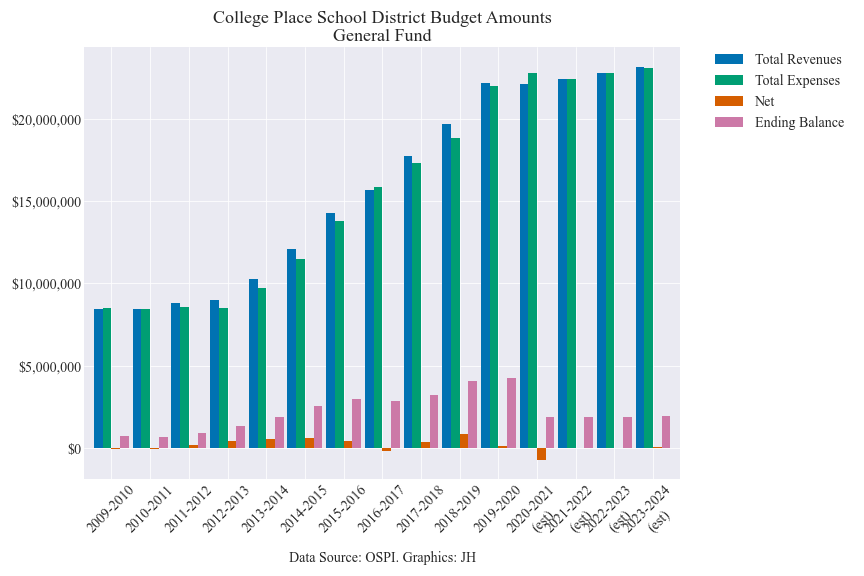 College Place School District Budget Amounts
General Fund
Total Revenues
Total Expenses
Net
Ending Balance
$20,000,000
$15,000,000
$10,000,000
$5,000,000
$0
2009-2010
2010-2011
2011-2012
2012-2013
2013-2014
2014-2015
2015-2016
2016-2017
2017-2018
2018-2019
2019-2020
2020-2021
(est)
2021-2022
(est)
2022-2023
(est)
2023-2024
(est)
Data Source: OSPI. Graphics: JH